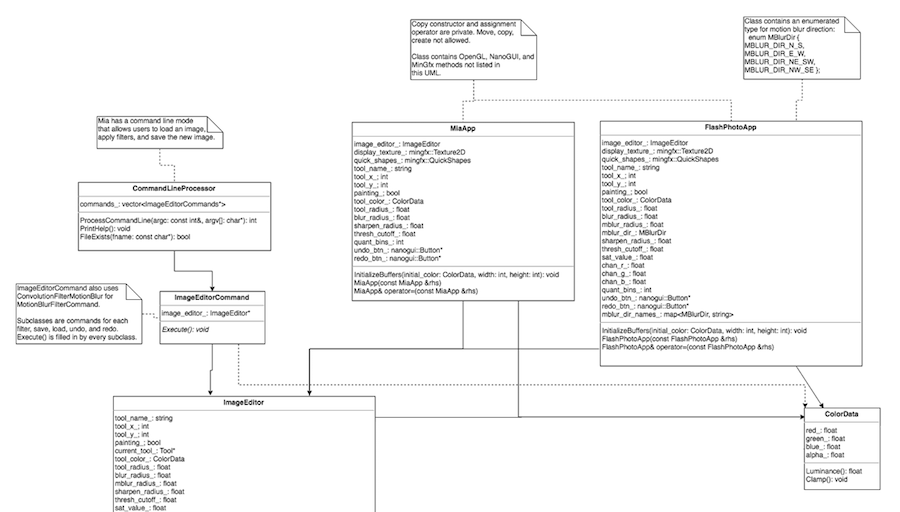 Copy constructor and assignment
operator are private. Move, copy,
create not allowed.
Class contains OpenGL, NanoGUI, and
MinGfx methods not listed in
this UML.
Class contains an enumerated
type for motion blur direction:
enum MBlurDir {
MBLUR_DIR_N_S,
MBLUR_DIR_E_W,
MBLUR_DIR_NE_SW,
MBLUR_DIR_NW_SE };
Mia has a command line mode
that allows users to load an image,
apply filters, and save the new image.
CommandLineProcessor
commands_: vector<ImageEditorCommands*>
ProcessCommandLine(argc: const int&, argv[]: char*): int
PrintHelp(): void
FileExists(fname: const char*): bool
MiaApp
image_editor_: ImageEditor
display_texture_: mingfx::Texture2D
quick_shapes_: mingfx::QuickShapes
tool_name_: string
tool_x_: int
tool_y_: int
painting_: bool
tool_color_: ColorData
tool_radius_: float
blur_radius_: float
sharpen_radius_: float
thresh_cutoff_: float
quant_bins_: int
undo_btn_: nanogui::Button*
redo_btn_: nanogui::Button*
InitializeBuffers(initial_color: ColorData, width: int, height: int): void
MiaApp(const MiaApp &rhs)
MiaApp& operator=(const MiaApp &rhs)
FlashPhotoApp
image_editor_: ImageEditor
display_texture_: mingfx::Texture2D
quick_shapes_: mingfx::QuickShapes
tool_name_: string
tool_x_: int
tool_y_: int
painting_: bool
tool_color_: ColorData
tool_radius_: float
blur_radius_: float
mblur_radius_: float
mblur_dir_: MBlurDir
sharpen_radius_: float
thresh_cutoff_: float
sat_value_: float
chan_r_: float
chan_g_: float
chan_b_: float
quant_bins_: int
undo_btn_: nanogui::Button*
redo_btn_: nanogui::Button*
mblur_dir_names_: map<MBlurDir, string>
InitializeBuffers(initial_color: ColorData, width: int, height: int): void
FlashPhotoApp(const FlashPhotoApp &rhs)
FlashPhotoApp& operator=(const FlashPhotoApp &rhs)
ImageEditorCommand also uses
ConvolutionFilterMotionBlur for
MotionBlurFilterCommand.
Subclasses are commands for each
filter, save, load, undo, and redo.
Execute() is filled in by every subclass.
ImageEditorCommand
image_editor_: ImageEditor*
Execute(): void
ImageEditor
tool_name_: string
tool_x_: int
tool_y_: int
painting_: bool
current_tool_: Tool*
tool_color_: ColorData
tool_radius_: float
blur_radius_: float
mblur_radius_: float
sharpen_radius_: float
thresh_cutoff_: float
sat_value_: float
ColorData
red_: float
green_: float
blue_: float
alpha_: float
Luminance(): float
Clamp(): void